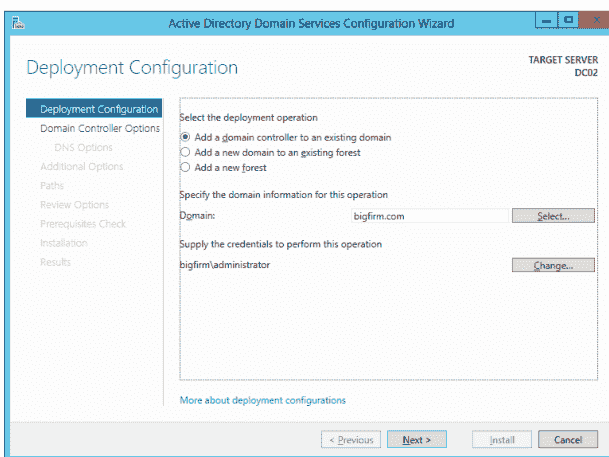 Active Directory Domain Services Configuration Wizard
Deployment Configuration
TARGET SERVER
DC02
Deployment Configuration
Domain Controller Options
DNS Options
Additional Options
Paths
Review Options
Prerequisites Check
Installation
Results
Select the deployment operation
Add a domain controller to an existing domain
Add a new domain to an existing forest
Add a new forest
Specify the domain information for this operation
Domain: bigfirm.com Select...
Supply the credentials to perform this operation
bigfirm\administrator Change...
More about deployment configurations
< Previous Next > Install Cancel